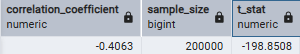 correlation_coefficient sample_size t_stat
numeric bigint numeric
-0.4063 200000 -198.8508